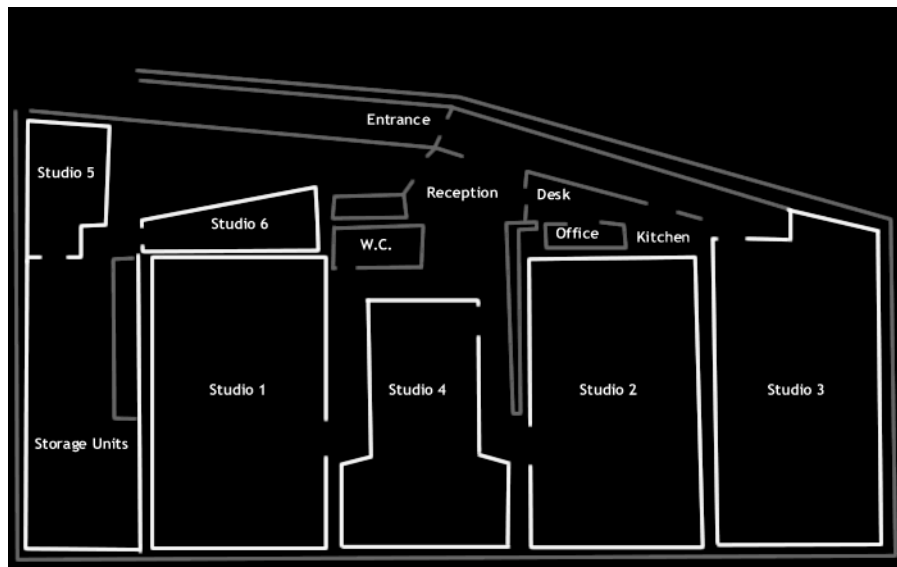 Entrance
Studio 5
Reception
Desk
Studio 6
Office
Kitchen
W.C.
Studio 1
Studio 4
Studio 2
Studio 3
Storage Units